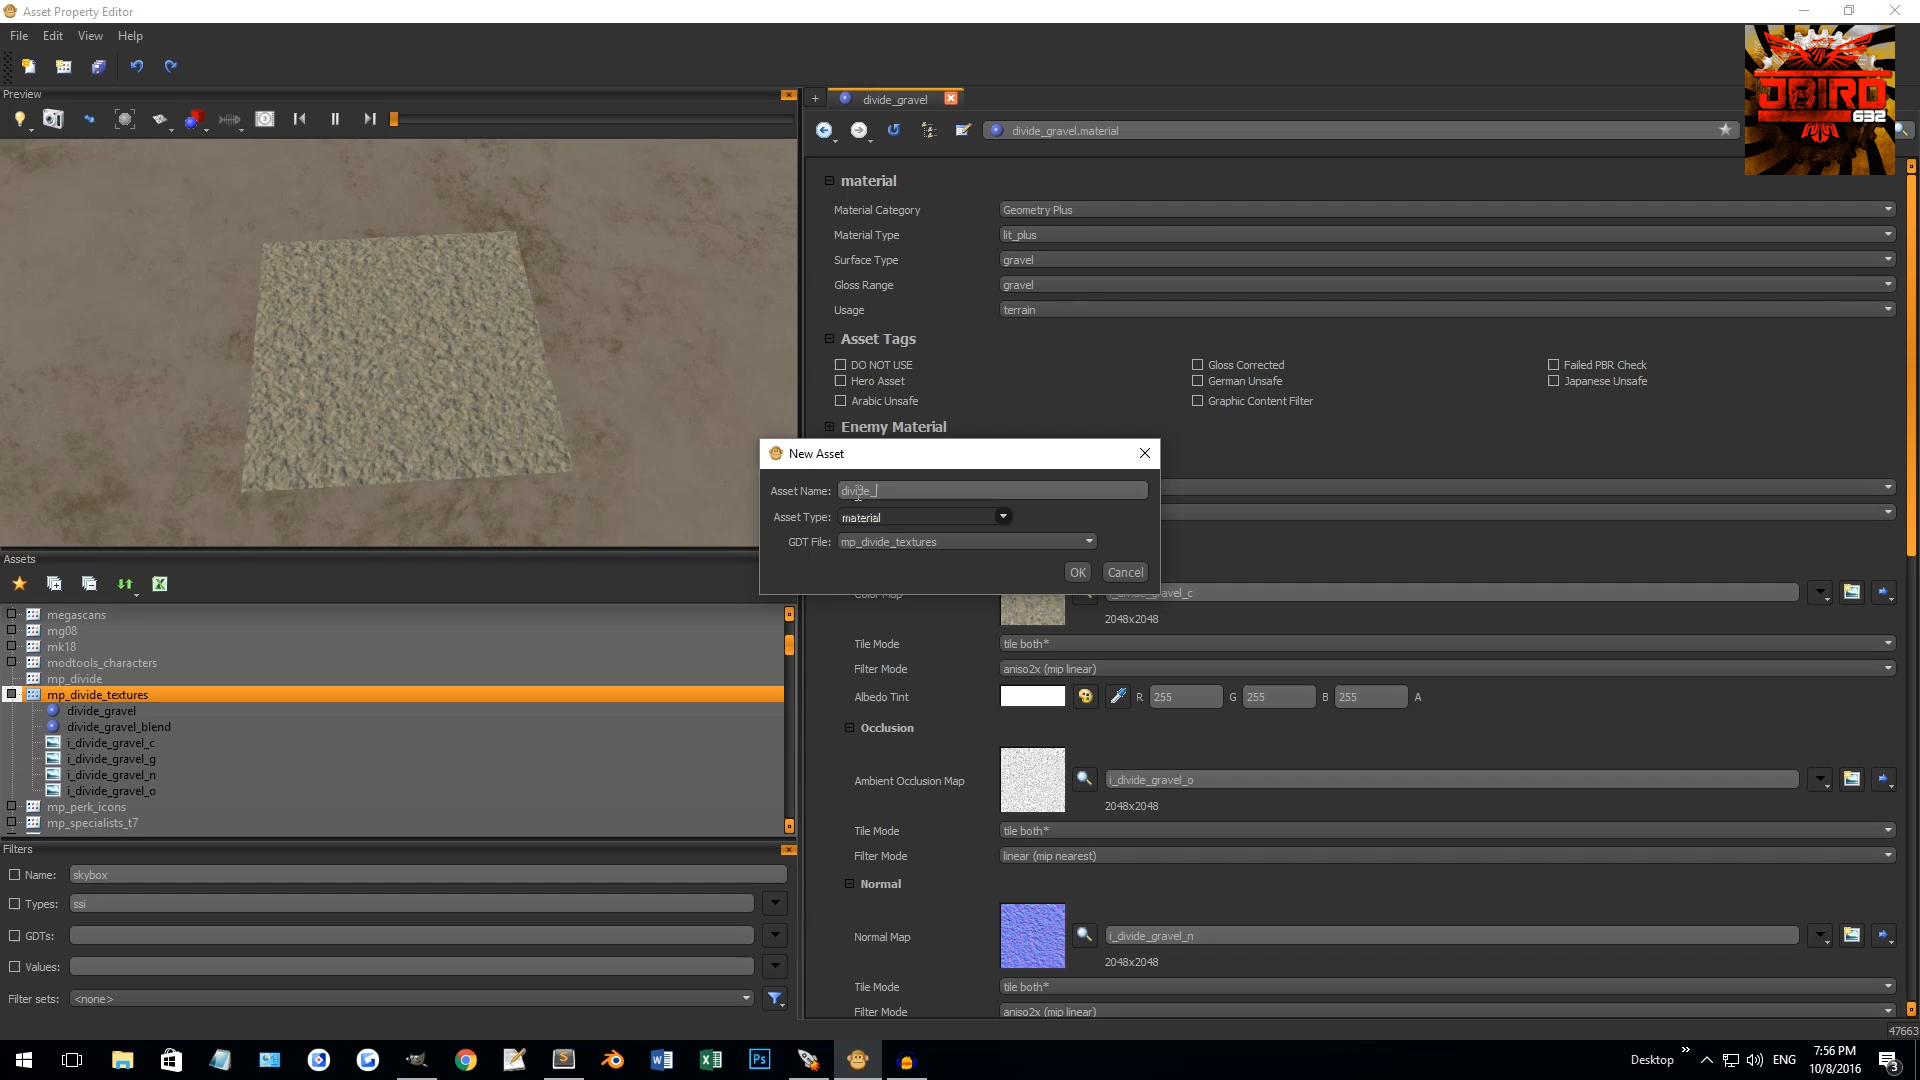 Asset Property Editor
File Edit View Help
JBIRD
632
Preview
divide_gravel
divide_gravel.material
material
Material Category Geometry Plus
Material Type lit_plus
Surface Type gravel
Gloss Range gravel
Usage terrain
Asset Tags
DO NOT USE Gloss Corrected Failed PBR Check
Hero Asset German Unsafe Japanese Unsafe
Arabic Unsafe Graphic Content Filter
Enemy Material
New Asset
Asset Name: divide_
Asset Type: material
GDT File: mp_divide_textures
OK Cancel
Color Map i_divide_gravel_c
2048x2048
Tile Mode tile both*
Filter Mode aniso2x (mip linear)
Albedo Tint R 255 G 255 B 255 A
Occlusion
Ambient Occlusion Map i_divide_gravel_o
2048x2048
Tile Mode tile both*
Filter Mode linear (mip nearest)
Normal
Normal Map i_divide_gravel_n
2048x2048
Tile Mode tile both*
Filter Mode aniso2x (mip linear)
Assets
megascans
mg08
mk18
modtools_characters
mp_divide
mp_divide_textures
divide_gravel
divide_gravel_blend
i_divide_gravel_c
i_divide_gravel_g
i_divide_gravel_n
i_divide_gravel_o
mp_perk_icons
mp_specialists_t7
Filters
Name: skybox
Types: ssi
GDTs:
Values:
Filter sets: <none>
47663
Desktop » ENG 7:56 PM
10/8/2016
3